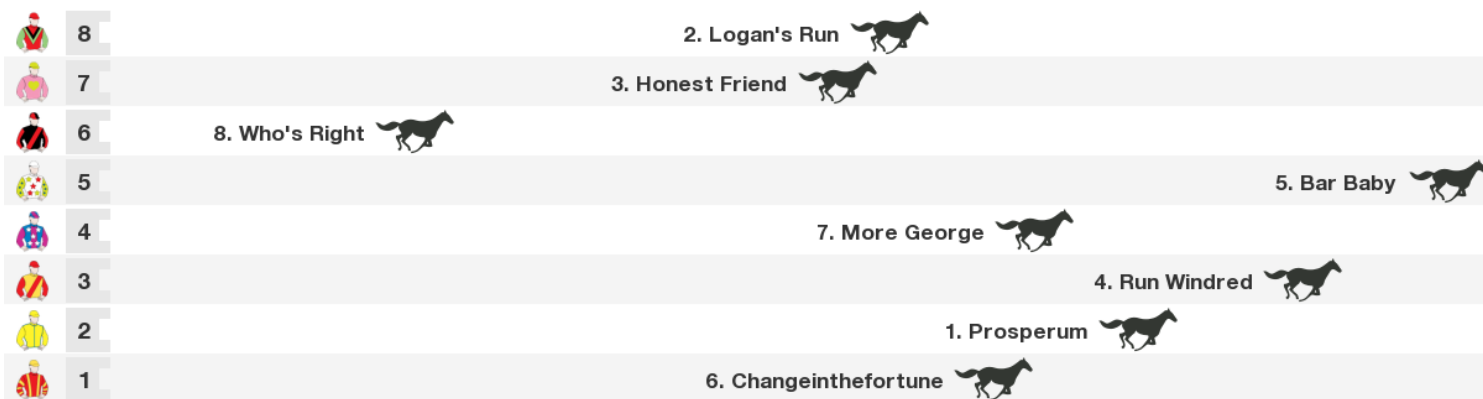 8 2. Logan's Run
7 3. Honest Friend
6 8. Who's Right
5 5. Bar Baby
4 7. More George
3 4. Run Windred
2 1. Prosperum
1 6. Changeinthefortune